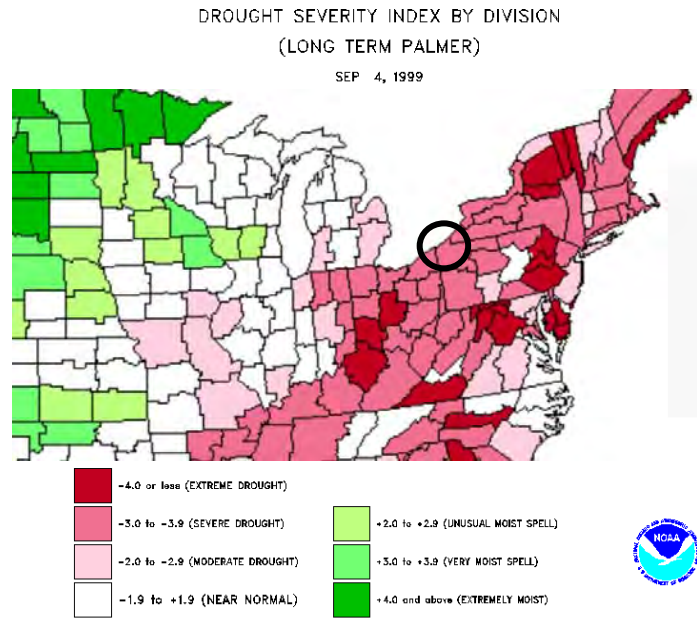 DROUGHT SEVERITY INDEX BY DIVISION
(LONG TERM PALMER)
SEP 4, 1999
-4.0 or less (EXTREME DROUGHT)
-3.0 to -3.9 (SEVERE DROUGHT)
-2.0 to -2.9 (MODERATE DROUGHT)
-1.9 to +1.9 (NEAR NORMAL)
+2.0 to +2.9 (UNUSUAL MOIST SPELL)
+3.0 to +3.9 (VERY MOIST SPELL)
+4.0 and above (EXTREMELY MOIST)
NOAA